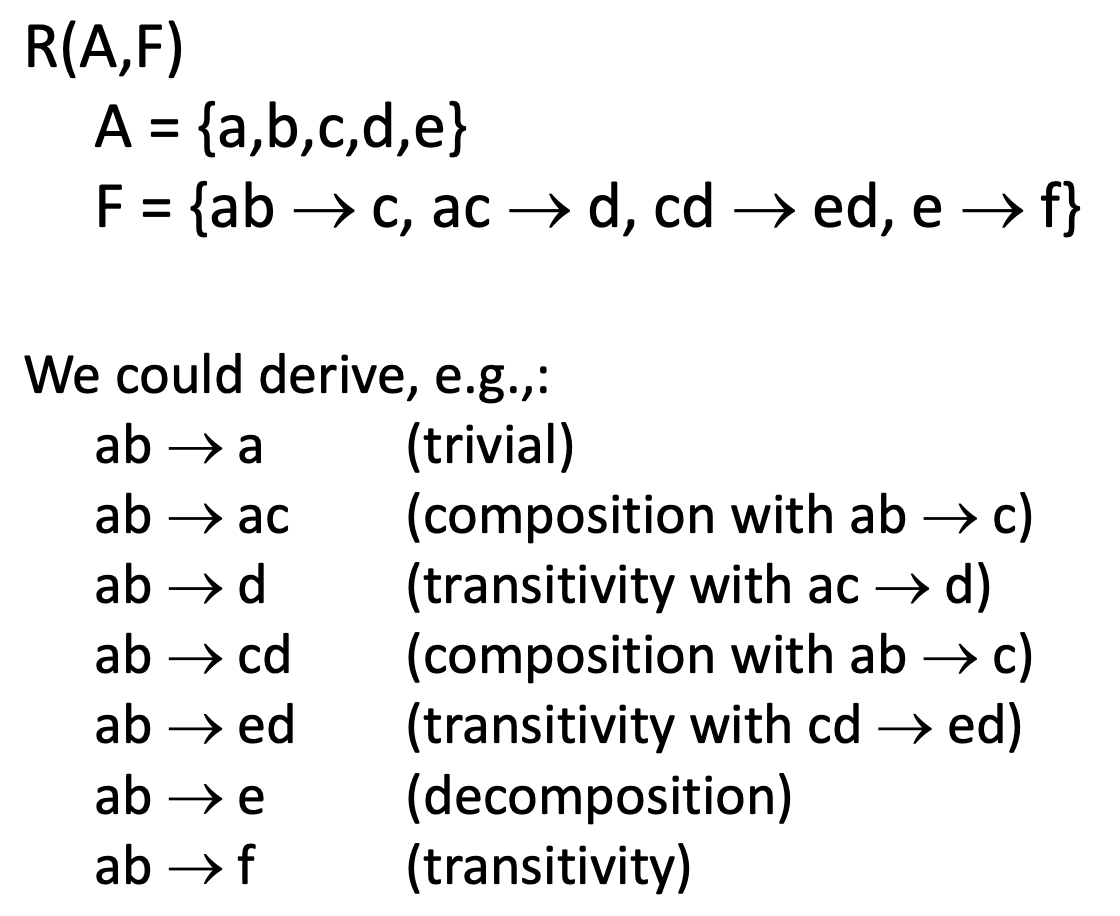 R(A,F)
A = {a,b,c,d,e}
F = {ab → c, ac → d, cd → ed, e → f}
We could derive, e.g.,:
ab → a (trivial)
ab → ac (composition with ab → c)
ab → d (transitivity with ac → d)
ab → cd (composition with ab → c)
ab → ed (transitivity with cd → ed)
ab → e (decomposition)
ab → f (transitivity)